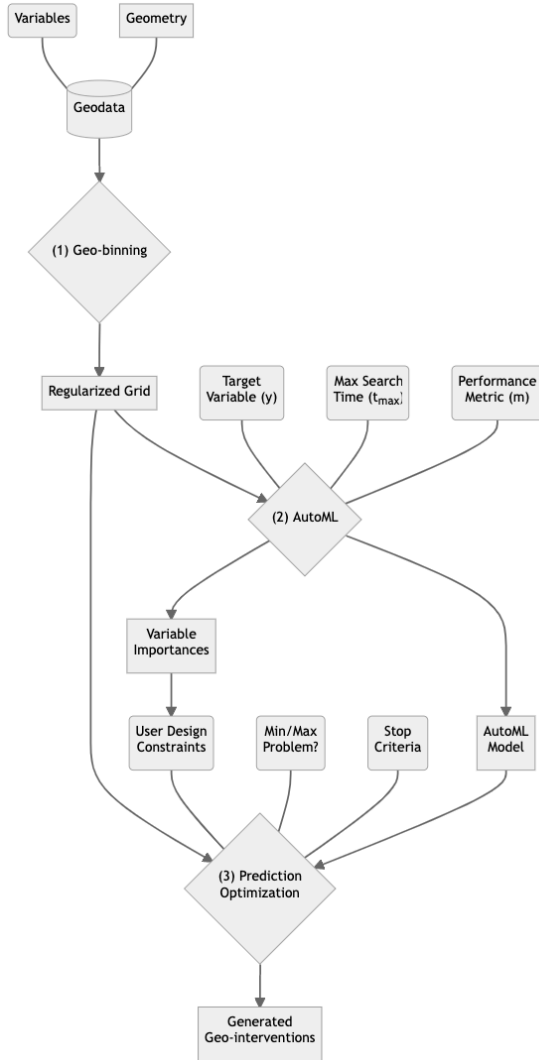 Variables
Geometry
Geodata
(1) Geo-binning
Regularized Grid
Target
Variable (y)
Max Search
Time (tmax)
Performance
Metric (m)
(2) AutoML
Variable
Importances
User Design
Constraints
Min/Max
Problem?
Stop
Criteria
AutoML
Model
(3) Prediction
Optimization
Generated
Geo-interventions